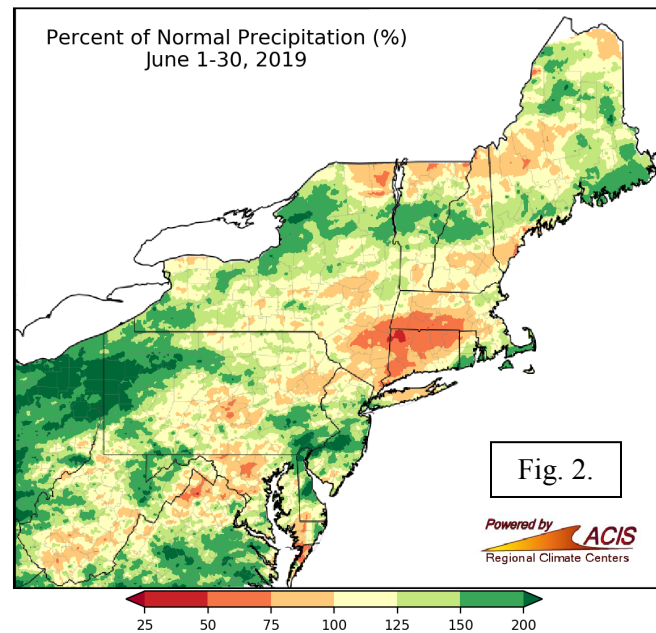 Percent of Normal Precipitation (%)
June 1-30, 2019
Fig. 2.
Powered by ACIS
Regional Climate Centers
25 50 75 100 125 150 200